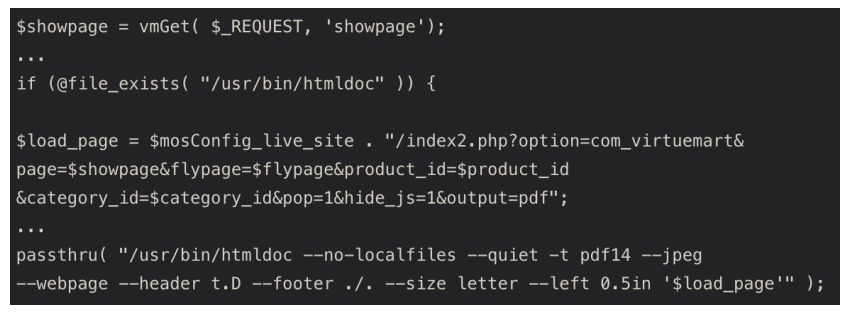 $showpage = vmGet( $_REQUEST, 'showpage');
...
if (@file_exists( "/usr/bin/htmldoc" )) {
$load_page = $mosConfig_live_site . "/index2.php?option=com_virtuemart&
page=$showpage&flypage=$flypage&product_id=$product_id
&category_id=$category_id&pop=1&hide_js=1&output=pdf";
...
passthru( "/usr/bin/htmldoc --no-localfiles --quiet -t pdf14 --jpeg
--webpage --header t.D --footer ./. --size letter --left 0.5in '$load_page'" );